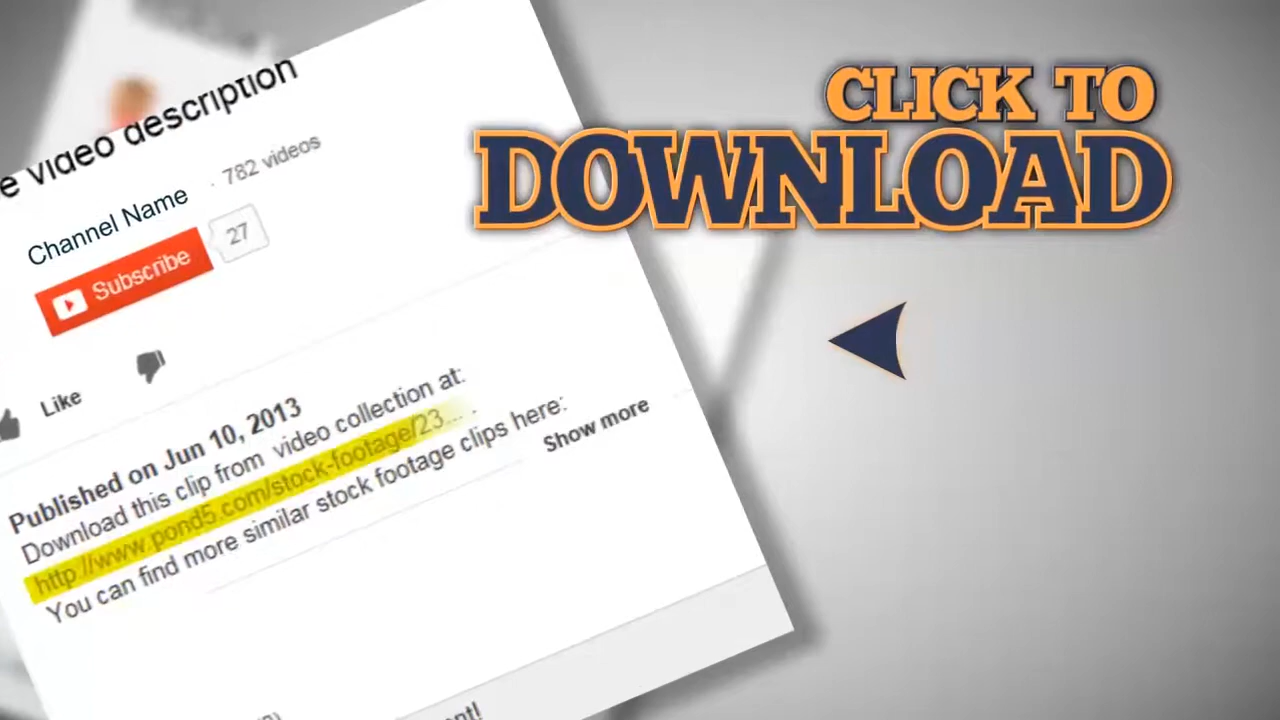 CLICK TO
DOWNLOAD
e video description
Channel Name · 782 videos
Subscribe 27
Like
Published on Jun 10, 2013
Download this clip from video collection at:
http://www.pond5.com/stock-footage/23... .
You can find more similar stock footage clips here:
Show more